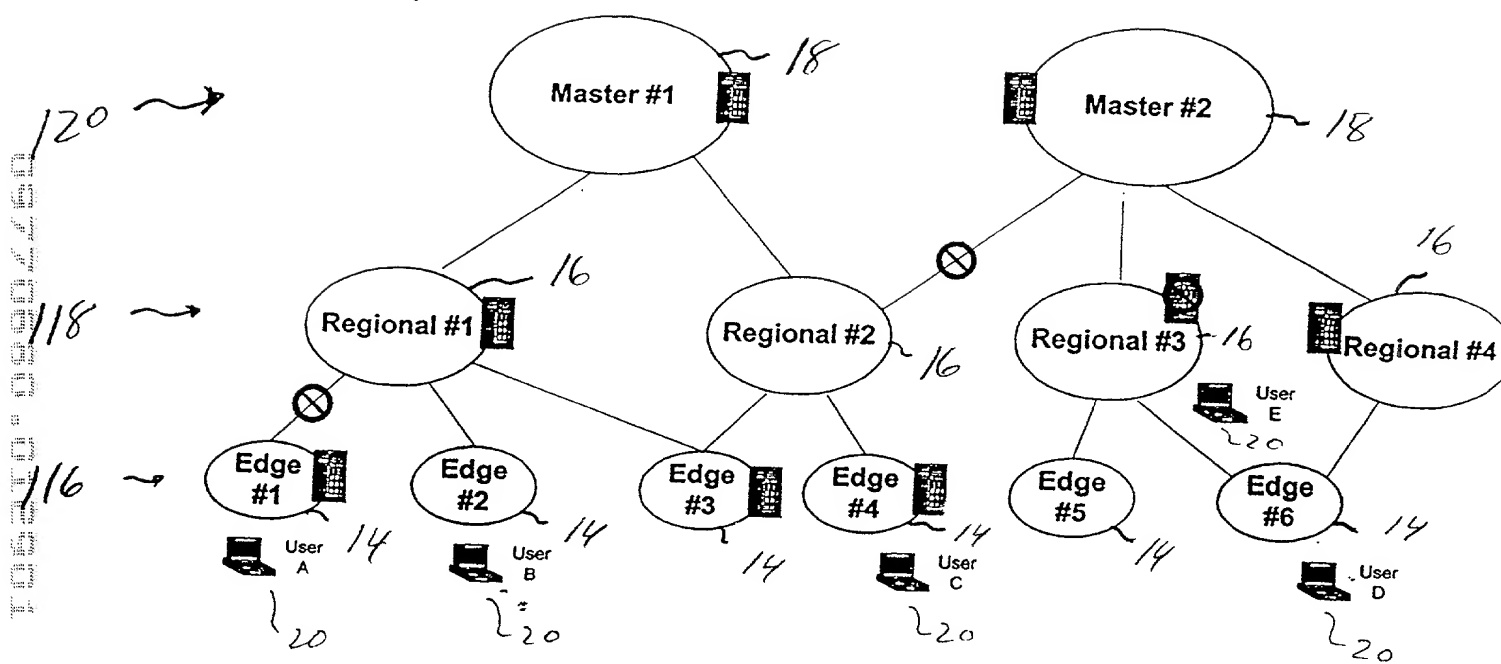 18
Master #1
Master #2
18
120
16
16
118
Regional #1
Regional #2
16
Regional #3
16
Regional #4
User
E
20
116
Edge
#1
14
Edge
#2
14
Edge
#3
14
Edge
#4
14
Edge
#5
14
Edge
#6
14
User
A
20
User
B
20
User
C
20
User
D
20